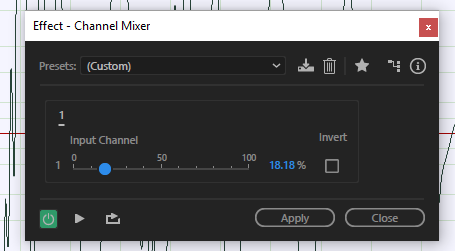 Effect - Channel Mixer
x
Presets: (Custom)
1
Input Channel
Invert
0 50 100
1 18.18 %
Apply Close